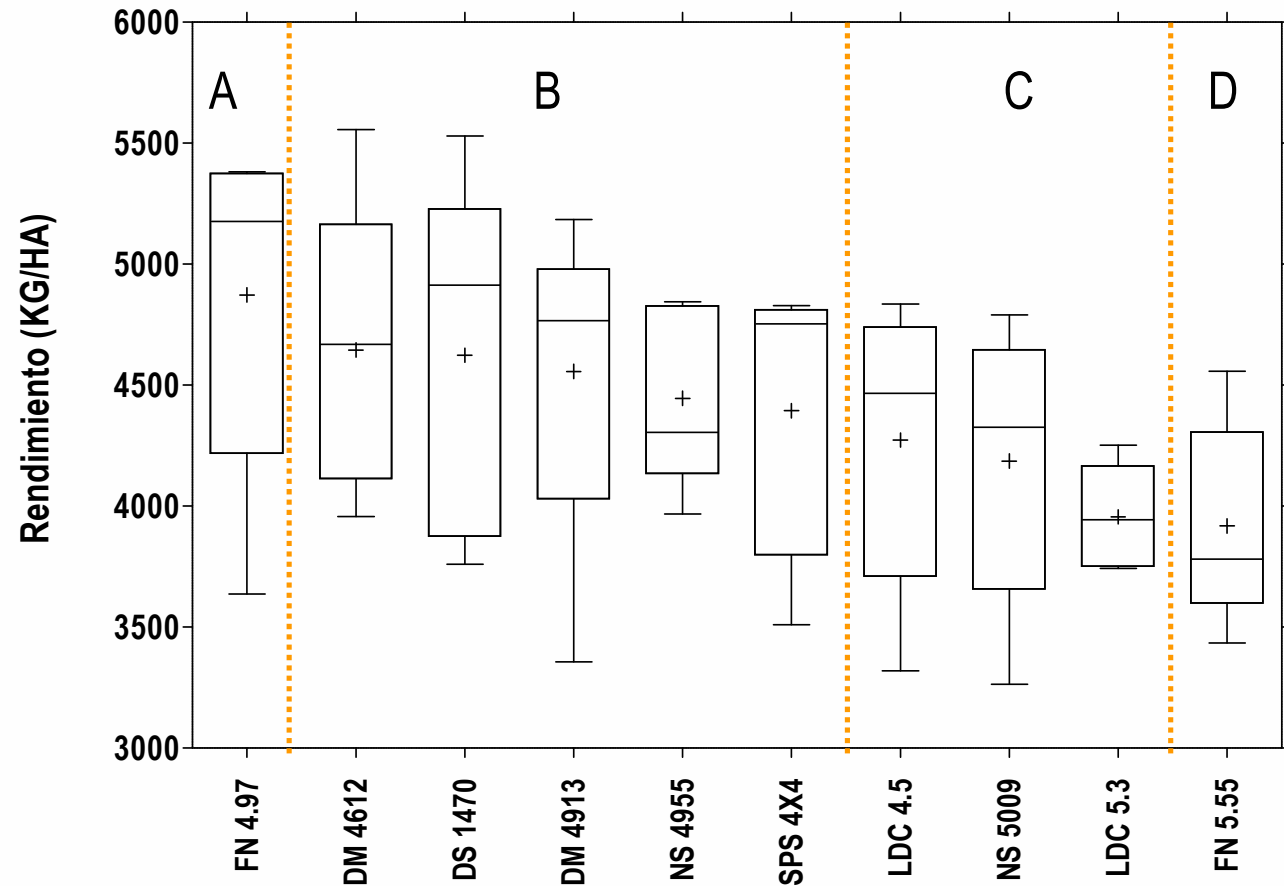 Rendimiento (KG/HA)
6000
5500
5000
4500
4000
3500
3000
A
B
C
D
FN 4.97
DM 4612
DS 1470
DM 4913
NS 4955
SPS 4X4
LDC 4.5
NS 5009
LDC 5.3
FN 5.55